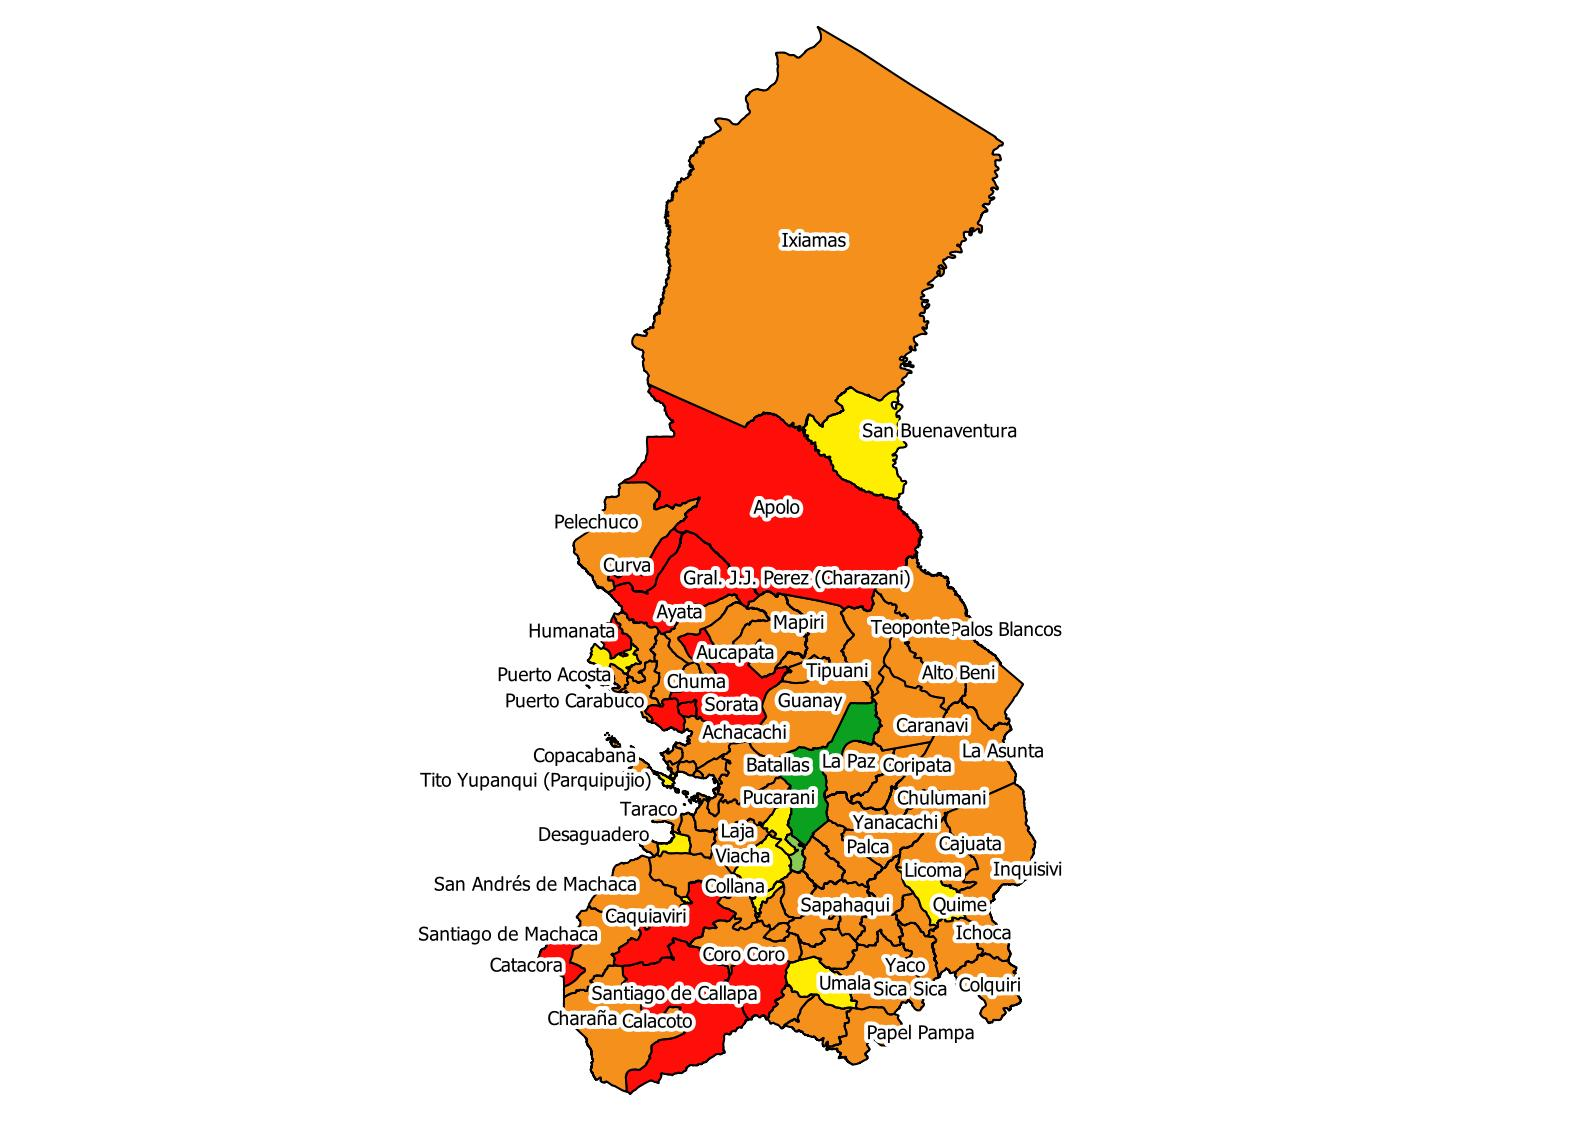 Ixiamas
San Buenaventura
Apolo
Pelechuco
Curva
Gral. J.J. Perez (Charazani)
Ayata
Mapiri
Humanata
Teoponte
Palos Blancos
Aucapata
Puerto Acosta
Chuma
Tipuani
Alto Beni
Puerto Carabuco
Sorata
Guanay
Achacachi
Caranavi
La Asunta
Copacabana
Batallas
La Paz
Coripata
Tito Yupanqui (Parquipujio)
Pucarani
Chulumani
Taraco
Yanacachi
Desaguadero
Laja
Palca
Cajuata
Viacha
Licoma
Inquisivi
San Andrés de Machaca
Collana
Sapahaqui
Quime
Caquiaviri
Santiago de Machaca
Ichoca
Coro Coro
Catacora
Yaco
Umala
Sica Sica
Colquiri
Santiago de Callapa
Charaña
Calacoto
Papel Pampa